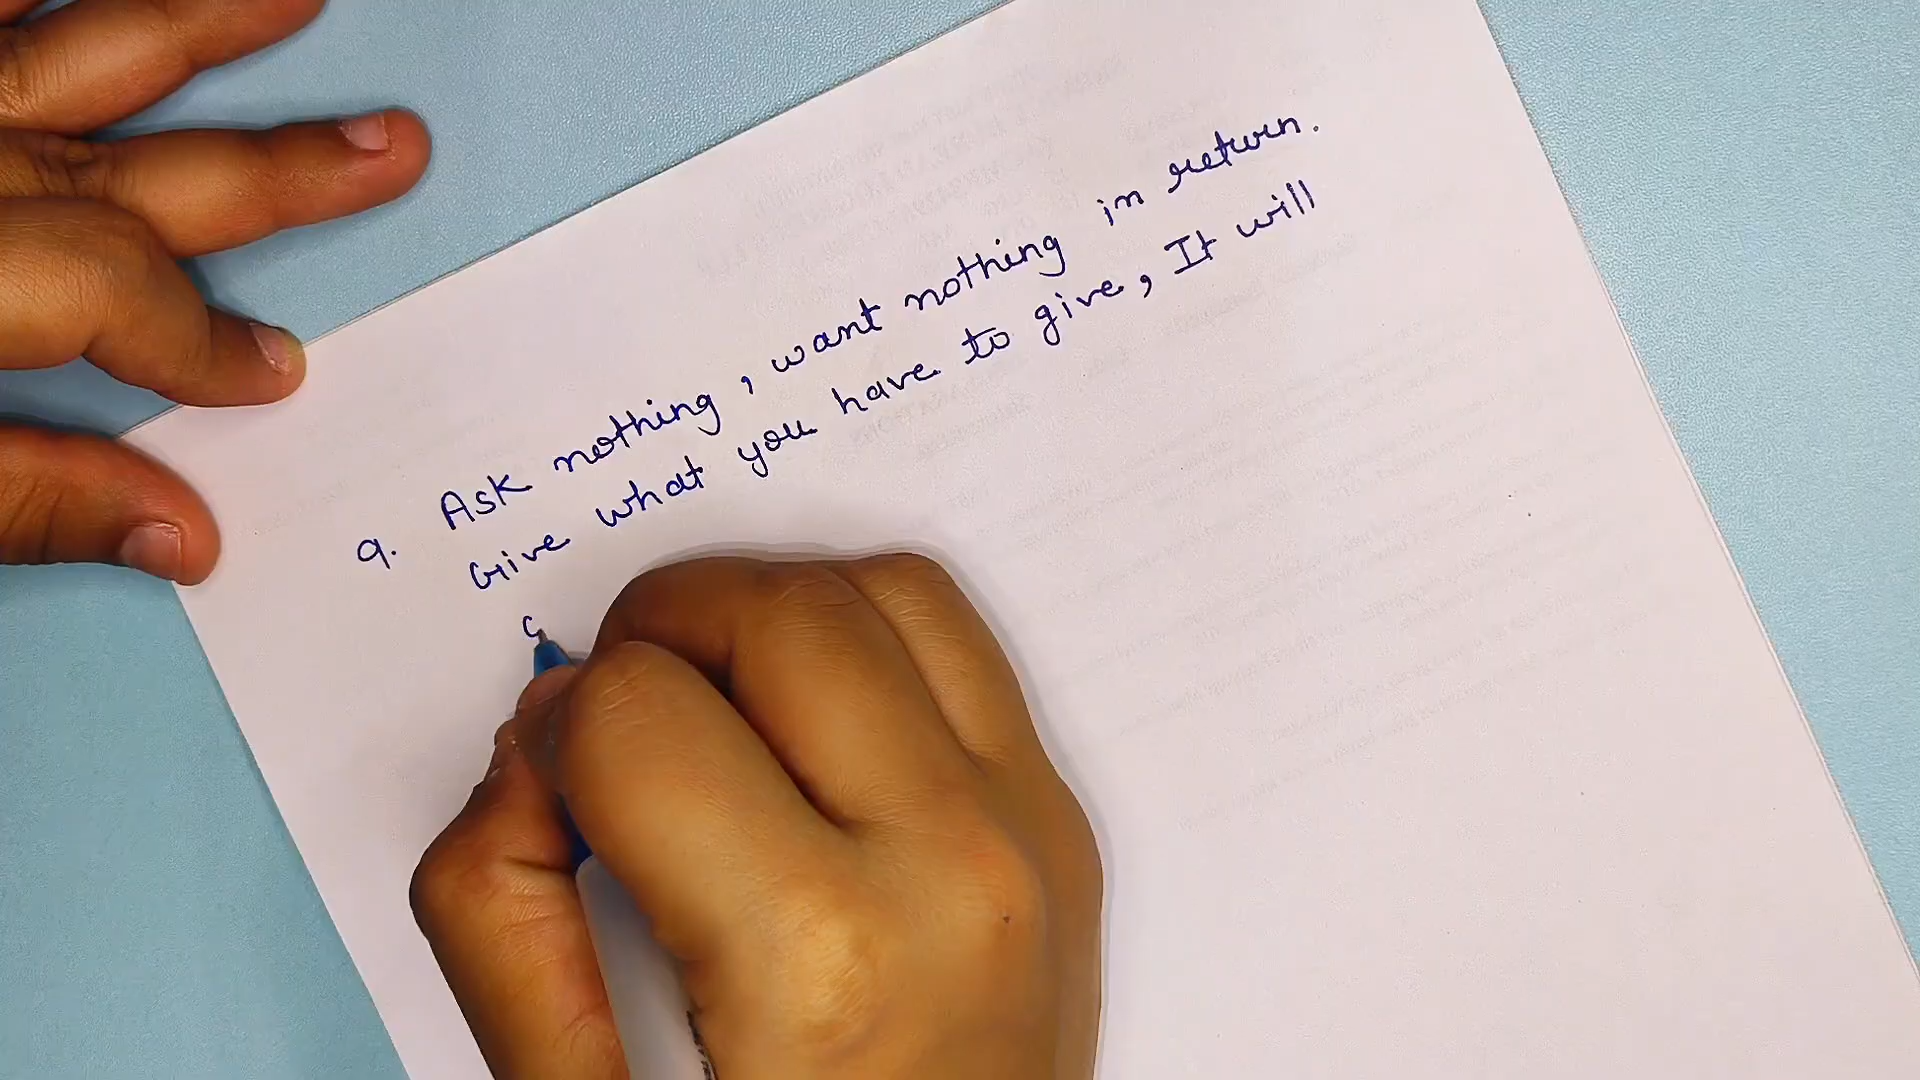 9. Ask nothing, want nothing in return.
Give what you have to give, It will
c